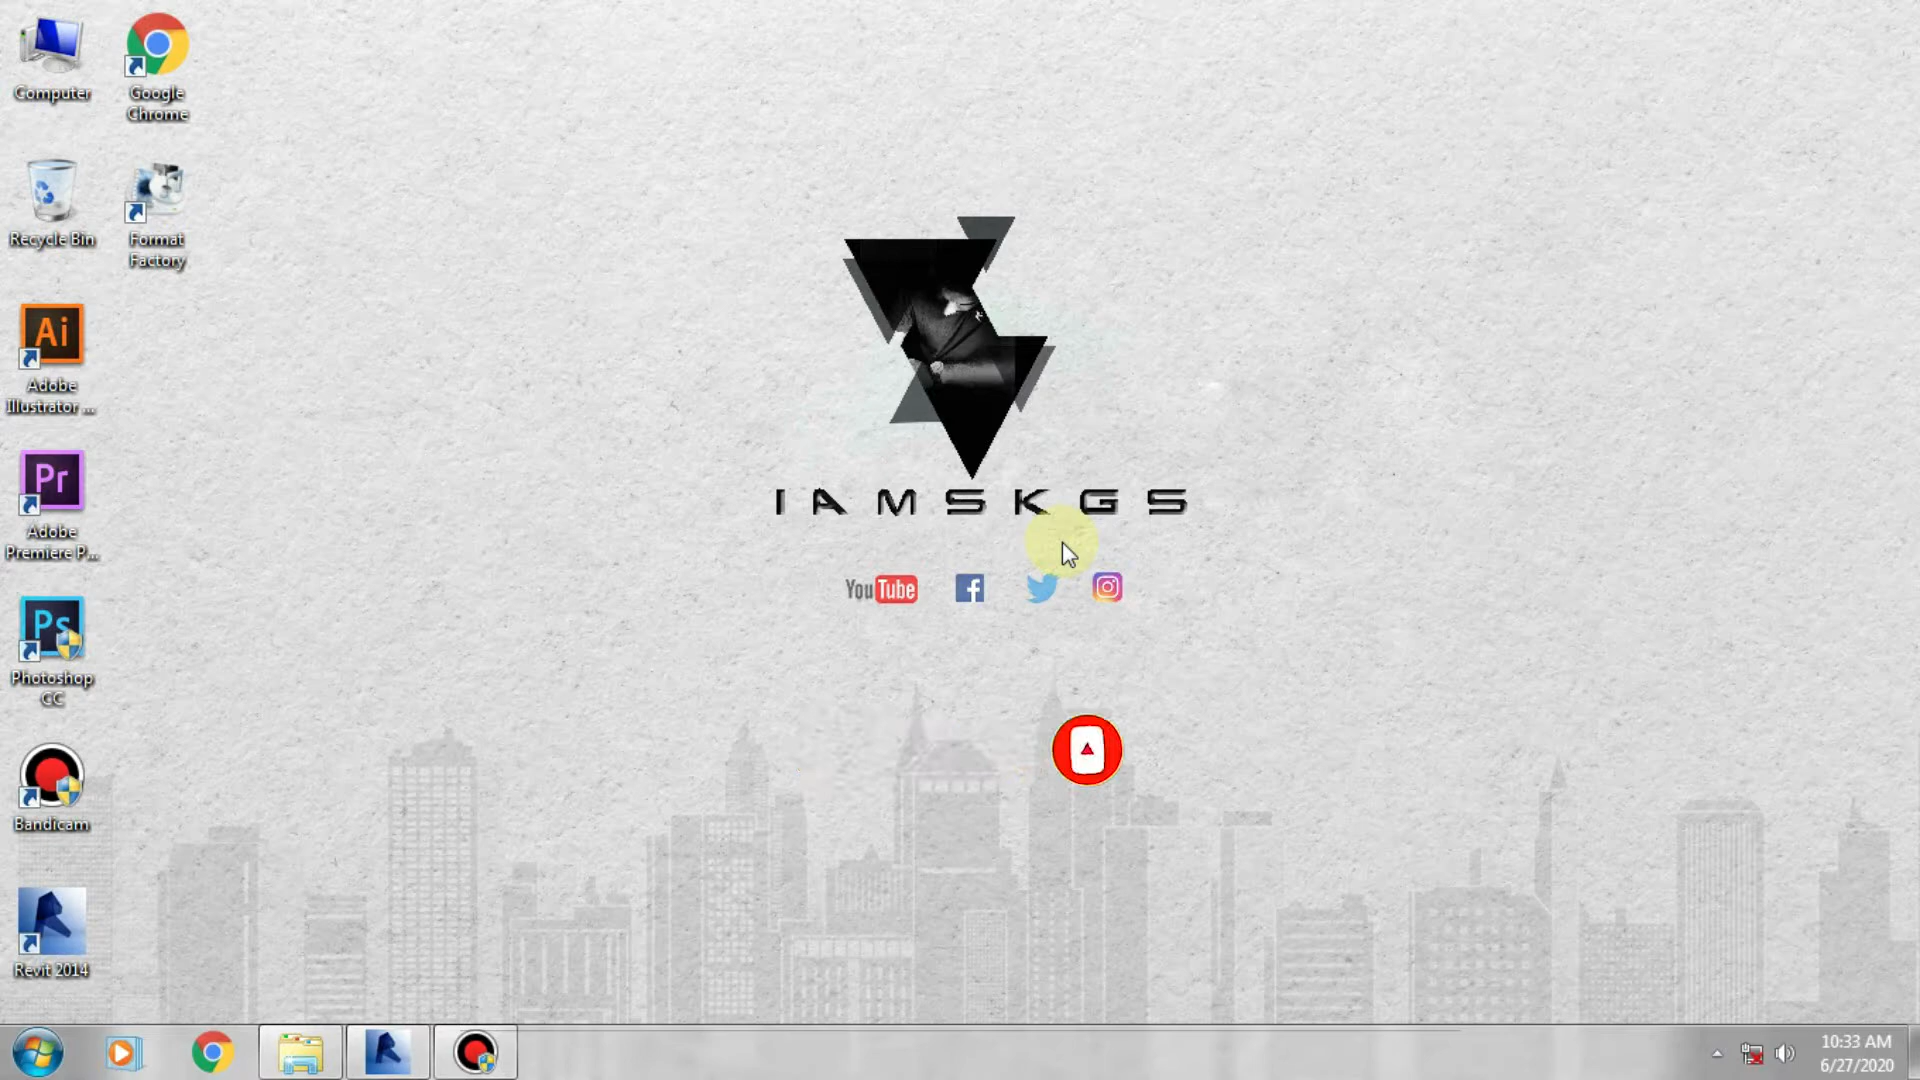 Computer
Google
Chrome
Recycle Bin
Format
Factory
Ai
Adobe
Illustrator ...
Pr
Adobe
Premiere P...
Ps
Photoshop
CC
Bandicam
Revit 2014
IAMSKGS
YouTube
10:33 AM
6/27/2020